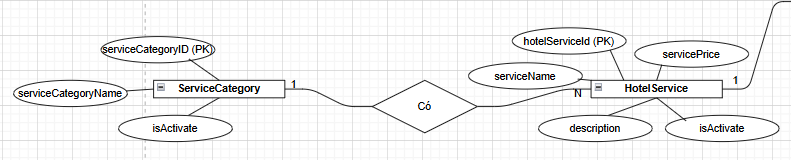 serviceCategoryID (PK)
serviceCategoryName
ServiceCategory
1
isActivate
Có
hotelServiceId (PK)
servicePrice
serviceName
N
HotelService
1
description
isActivate